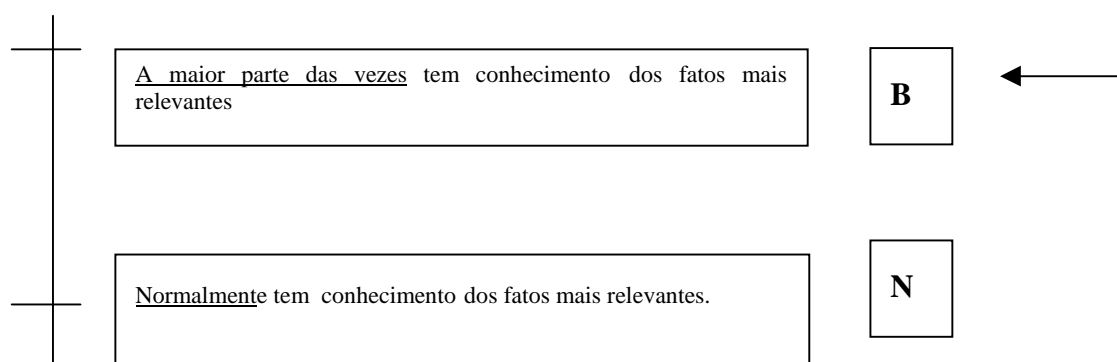 A maior parte das vezes tem conhecimento dos fatos mais
relevantes
B
Normalmente tem conhecimento dos fatos mais relevantes.
N